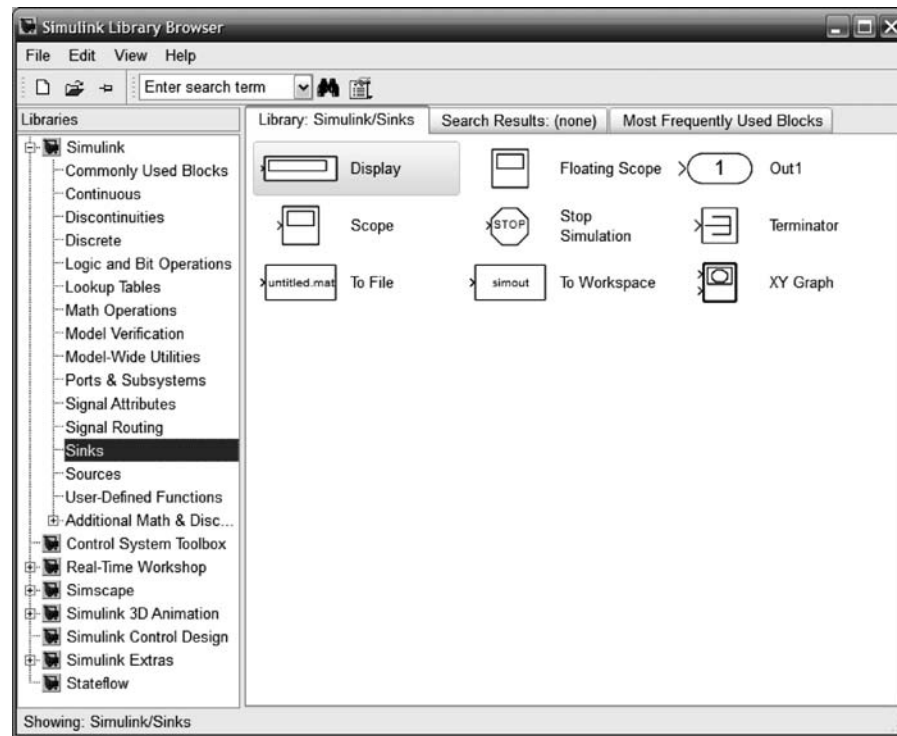 Simulink Library Browser
File Edit View Help
Enter search term
Libraries
Simulink
Commonly Used Blocks
Continuous
Discontinuities
Discrete
Logic and Bit Operations
Lookup Tables
Math Operations
Model Verification
Model-Wide Utilities
Ports & Subsystems
Signal Attributes
Signal Routing
Sinks
Sources
User-Defined Functions
Additional Math & Disc...
Control System Toolbox
Real-Time Workshop
Simscape
Simulink 3D Animation
Simulink Control Design
Simulink Extras
Stateflow
Library: Simulink/Sinks Search Results: (none) Most Frequently Used Blocks
Display Floating Scope 1 Out1
Scope STOP Stop Simulation Terminator
untitled.mat To File simout To Workspace XY Graph
Showing: Simulink/Sinks